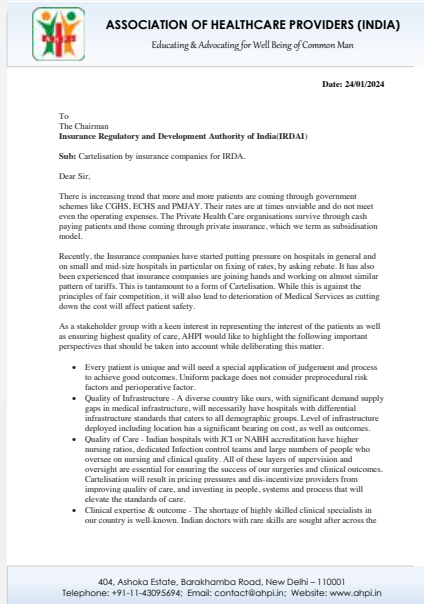 ASSOCIATION OF HEALTHCARE PROVIDERS (INDIA)
Educating & Advocating for Well Being of Common Man
Date: 24/01/2024
To
The Chairman
Insurance Regulatory and Development Authority of India(IRDAI)
Sub: Cartelisation by insurance companies for IRDA.
Dear Sir,
There is increasing trend that more and more patients are coming through government
schemes like CGHS, ECHS and PMJAY. Their rates are at times unviable and do not meet
even the operating expenses. The Private Health Care organisations survive through cash
paying patients and those coming through private insurance, which we term as subsidisation
model.
Recently, the Insurance companies have started putting pressure on hospitals in general and
on small and mid-size hospitals in particular on fixing of rates, by asking rebate. It has also
been experienced that insurance companies are joining hands and working on almost similar
pattern of tariffs. This is tantamount to a form of Cartelisation. While this is against the
principles of fair competition, it will also lead to deterioration of Medical Services as cutting
down the cost will affect patient safety.
As a stakeholder group with a keen interest in representing the interest of the patients as well
as ensuring highest quality of care, AHPI would like to highlight the following important
perspectives that should be taken into account while deliberating this matter.
• Every patient is unique and will need a special application of judgement and process
to achieve good outcomes. Uniform package does not consider preprocedural risk
factors and perioperative factor.
• Quality of Infrastructure - A diverse country like ours, with significant demand supply
gaps in medical infrastructure, will necessarily have hospitals with differential
infrastructure standards that caters to all demographic groups. Level of infrastructure
deployed including location has a significant bearing on cost, as well as outcomes.
• Quality of Care - Indian hospitals with JCI or NABH accreditation have higher
nursing ratios, dedicated Infection control teams and large numbers of people who
oversee on nursing and clinical quality. All of these layers of supervision and
oversight are essential for ensuring the success of our surgeries and clinical outcomes.
Cartelisation will result in pricing pressures and dis-incentivize providers from
improving quality of care, and investing in people, systems and process that will
elevate the standards of care.
• Clinical expertise & outcome - The shortage of highly skilled clinical specialists in
our country is well-known. Indian doctors with rare skills are sought after across the
404, Ashoka Estate, Barakhamba Road, New Delhi – 110001
Telephone: +91-11-43095694; Email: contact@ahpi.in; Website: www.ahpi.in